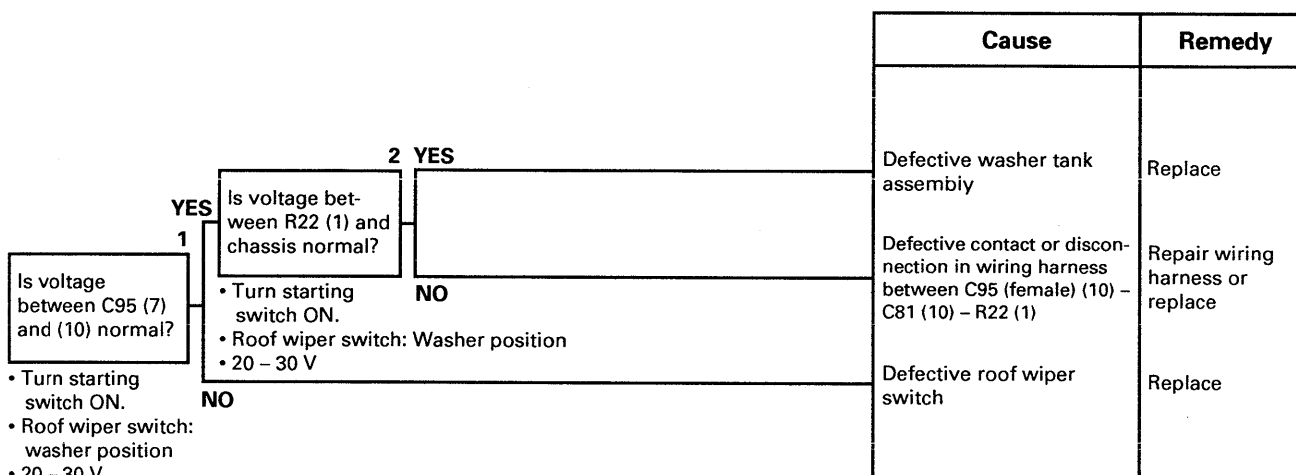 Cause
Remedy
2 YES
Defective washer tank
assembly
Replace
Is voltage bet-
ween R22 (1) and
chassis normal?
YES
1
Defective contact or discon-
nection in wiring harness
between C95 (female) (10) –
C81 (10) – R22 (1)
Repair wiring
harness or
replace
Is voltage
between C95 (7)
and (10) normal?
• Turn starting
switch ON.
• Roof wiper switch: Washer position
• 20 – 30 V
NO
Defective roof wiper
switch
Replace
NO
• Turn starting
switch ON.
• Roof wiper switch:
washer position
• 20 – 30 V